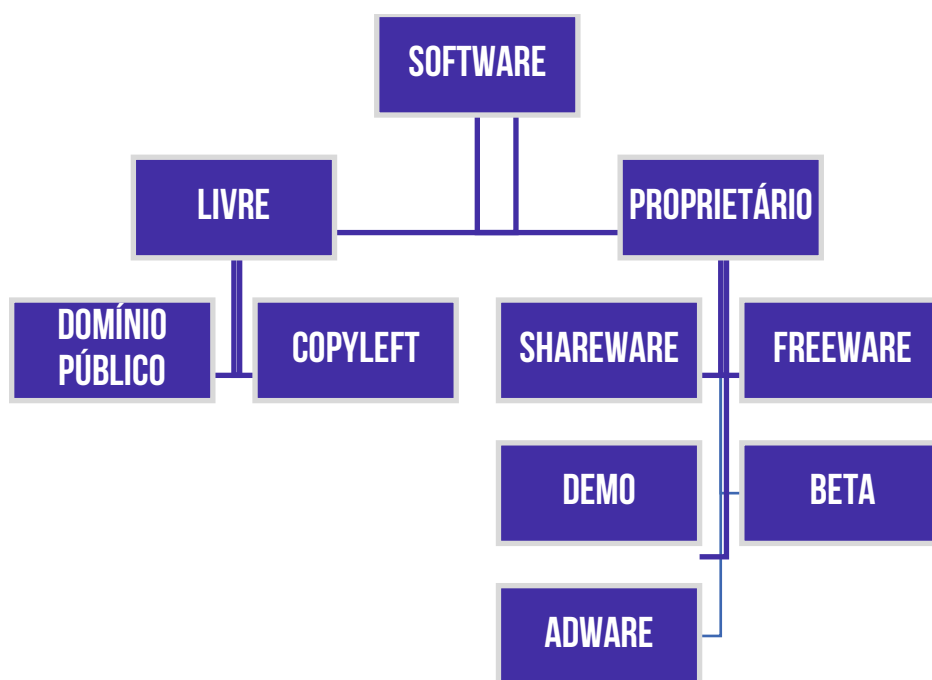 SOFTWARE
LIVRE
PROPRIETÁRIO
DOMÍNIO
PÚBLICO
COPYLEFT
SHAREWARE
FREEWARE
DEMO
BETA
ADWARE